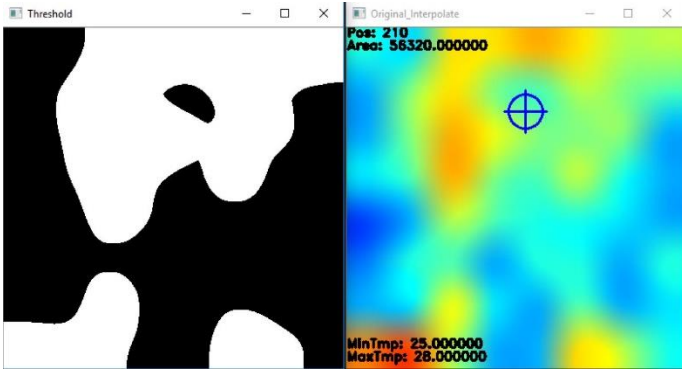 Threshold
Original_Interpolate
Pos: 210
Area: 56320.000000
MinTmp: 25.000000
MaxTmp: 28.000000